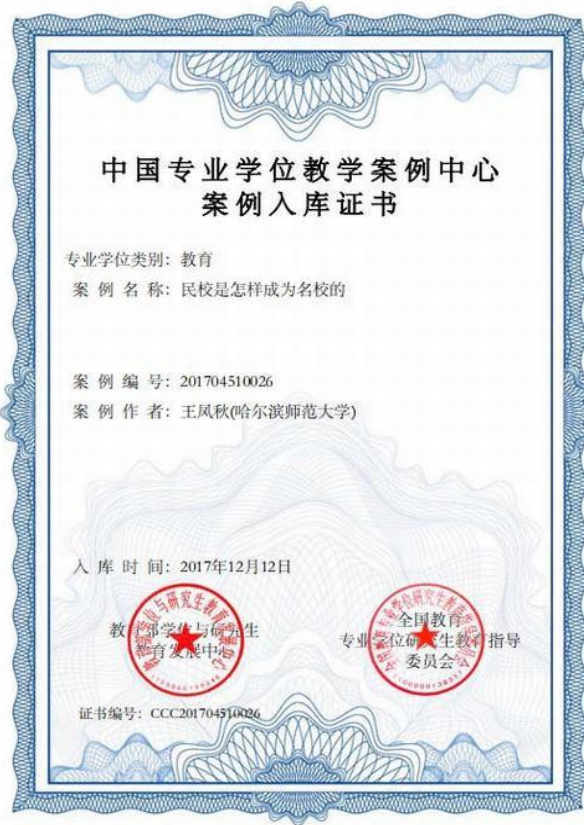 中国专业学位教学案例中心
案例入库证书
专业学位类别：教育
案例名称：民校是怎样成为名校的
案例编号：201704510026
案例作者：王凤秋(哈尔滨师范大学)
入库时间：2017年12月12日
教育部学位与研究生
教育发展中心
全国教育
专业学位研究生教育指导
委员会
证书编号：CCC201704510026